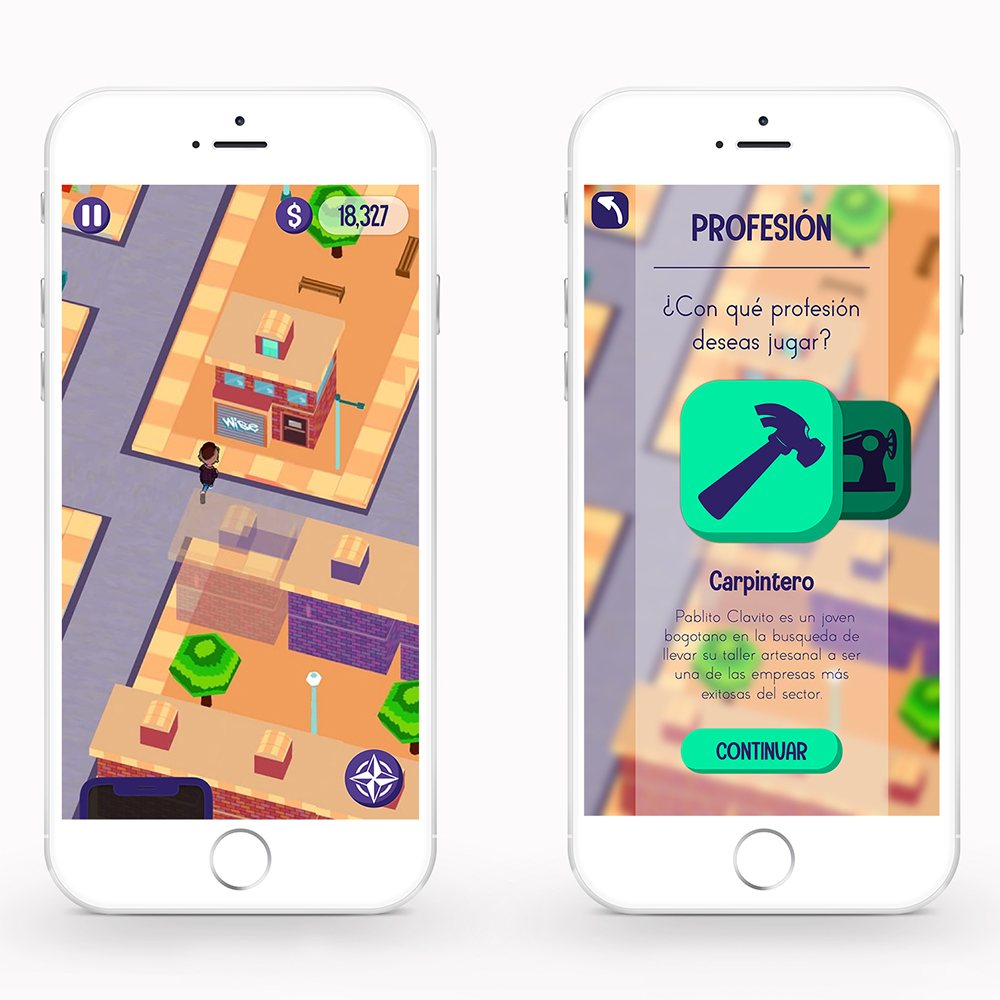 $ 18,327
wise
PROFESIÓN
¿Con qué profesión
deseas jugar?
Carpintero
Pablito Clavito es un joven
bogotano en la busqueda de
llevar su taller artesanal a ser
una de las empresas más
exitosas del sector.
CONTINUAR